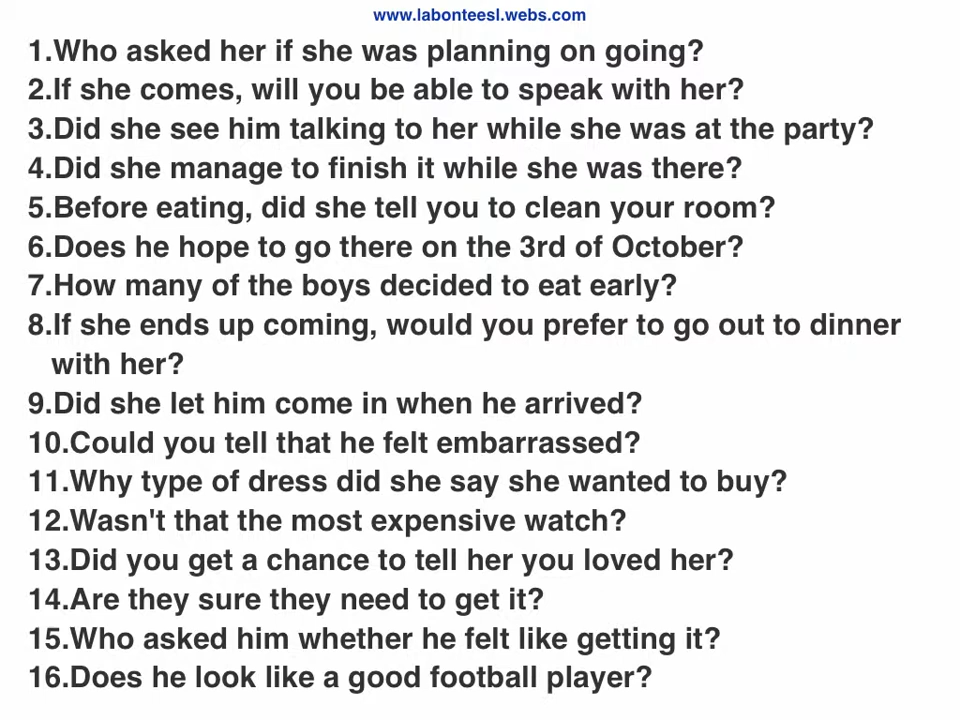 www.labonteesl.webs.com
1.Who asked her if she was planning on going?
2.If she comes, will you be able to speak with her?
3.Did she see him talking to her while she was at the party?
4.Did she manage to finish it while she was there?
5.Before eating, did she tell you to clean your room?
6.Does he hope to go there on the 3rd of October?
7.How many of the boys decided to eat early?
8.If she ends up coming, would you prefer to go out to dinner
with her?
9.Did she let him come in when he arrived?
10.Could you tell that he felt embarrassed?
11.Why type of dress did she say she wanted to buy?
12.Wasn't that the most expensive watch?
13.Did you get a chance to tell her you loved her?
14.Are they sure they need to get it?
15.Who asked him whether he felt like getting it?
16.Does he look like a good football player?